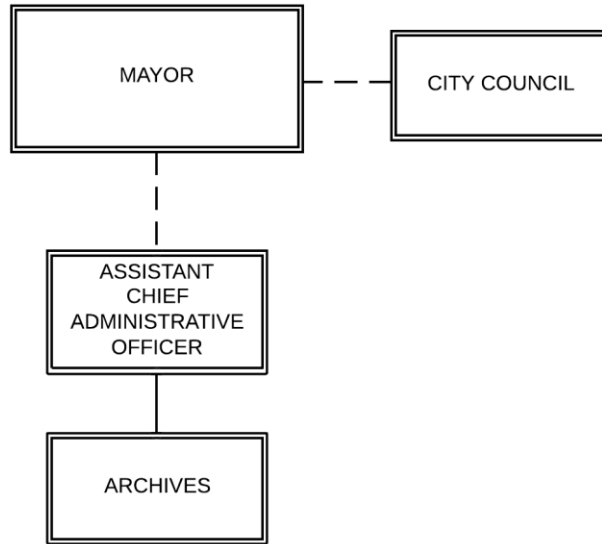 MAYOR
CITY COUNCIL
ASSISTANT
CHIEF
ADMINISTRATIVE
OFFICER
ARCHIVES